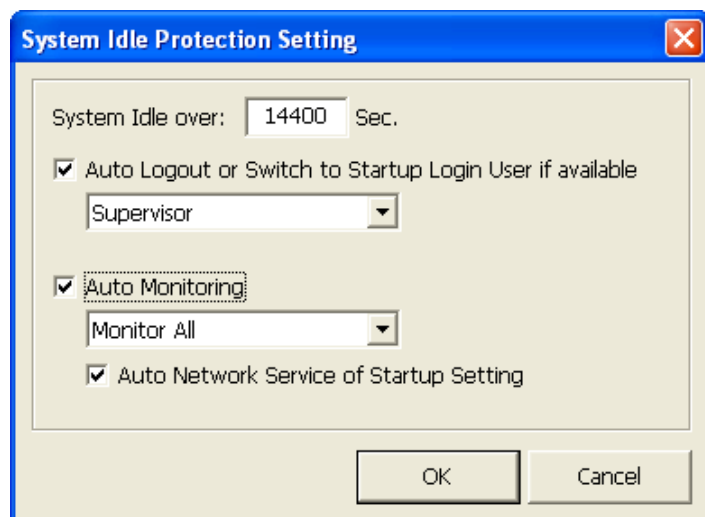 System Idle Protection Setting
System Idle over: 14400 Sec.
Auto Logout or Switch to Startup Login User if available
Supervisor
Auto Monitoring
Monitor All
Auto Network Service of Startup Setting
OK Cancel